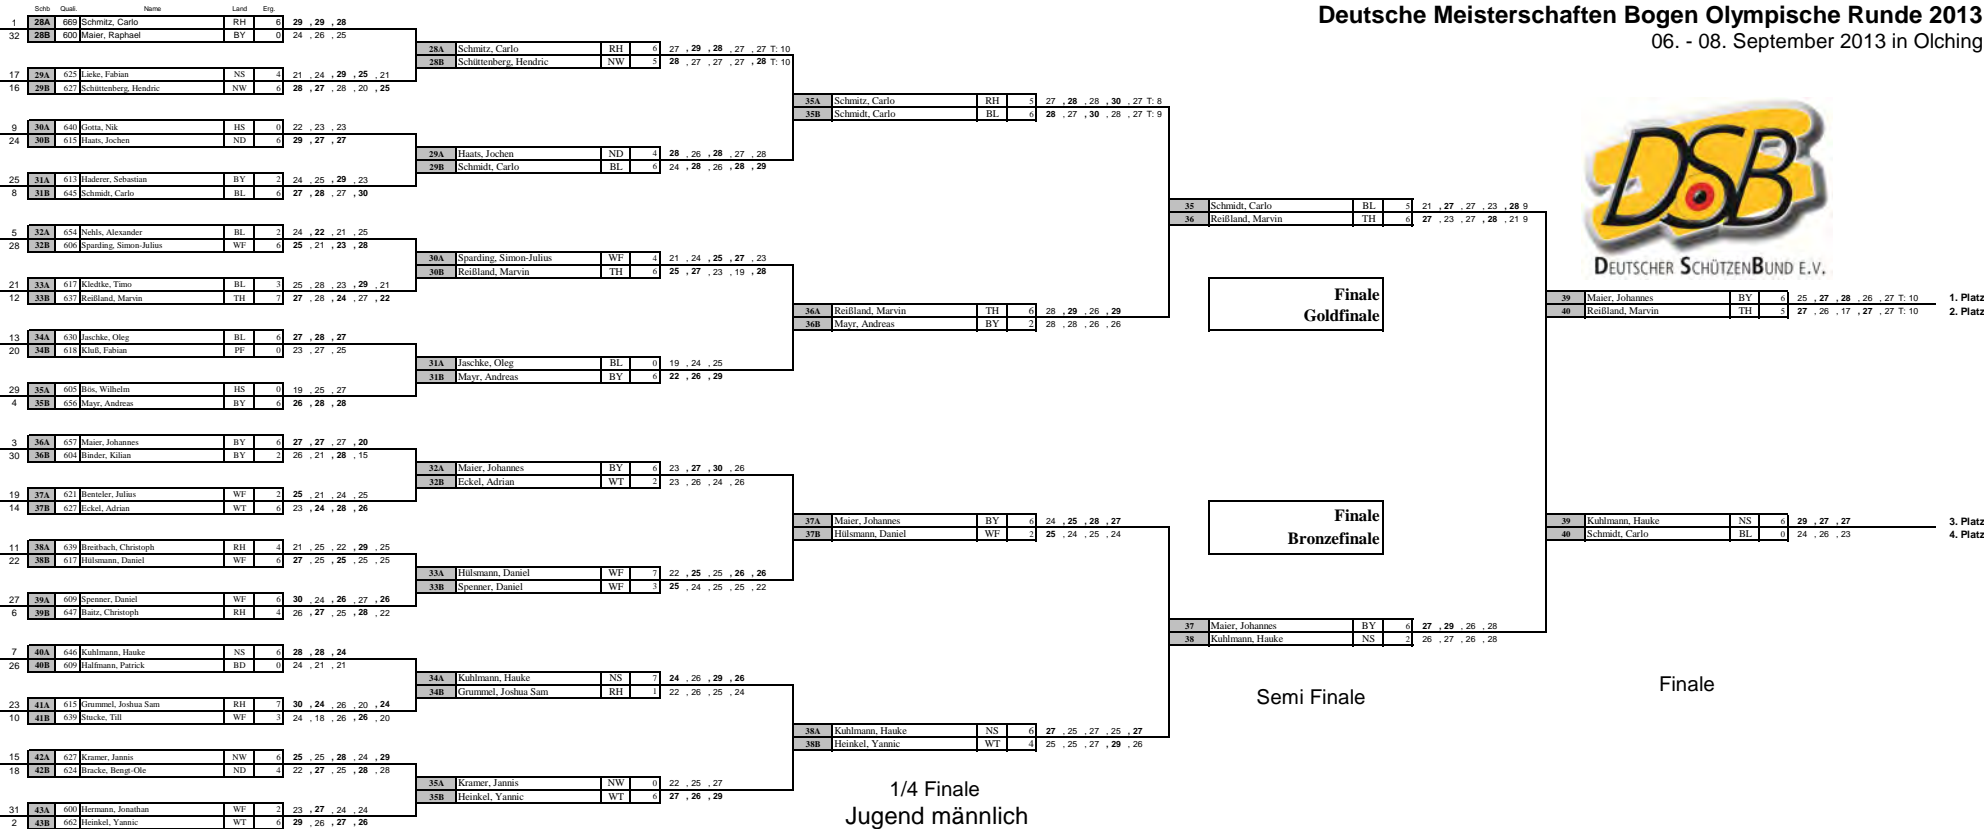 Deutsche Meisterschaften Bogen Olympische Runde 2013
06. - 08. September 2013 in Olching
DSB
DEUTSCHER SCHÜTZENBUND E.V.
Schb Quali. Name Land Erg.
1 28A 669 Schmitz, Carlo RH 6 29 , 29 , 28
32 28B 600 Maier, Raphael BY 0 24 , 26 , 25
17 29A 625 Lieke, Fabian NS 4 21 , 24 , 29 , 25 , 21
16 29B 627 Schüttenberg, Hendric NW 6 28 , 27 , 28 , 20 , 25
9 30A 640 Gotta, Nik HS 0 22 , 23 , 23
24 30B 615 Haats, Jochen ND 6 29 , 27 , 27
25 31A 613 Haderer, Sebastian BY 2 24 , 25 , 29 , 23
8 31B 645 Schmidt, Carlo BL 6 27 , 28 , 27 , 30
5 32A 654 Nehls, Alexander BL 2 24 , 22 , 21 , 25
28 32B 606 Sparding, Simon-Julius WF 6 25 , 21 , 23 , 28
21 33A 617 Kledtke, Timo BL 3 25 , 28 , 23 , 29 , 21
12 33B 637 Reißland, Marvin TH 7 27 , 28 , 24 , 27 , 22
13 34A 630 Jaschke, Oleg BL 6 27 , 28 , 27
20 34B 618 Kluß, Fabian PF 0 23 , 27 , 25
29 35A 605 Bös, Wilhelm HS 0 19 , 25 , 27
4 35B 656 Mayr, Andreas BY 6 26 , 28 , 28
3 36A 657 Maier, Johannes BY 6 27 , 27 , 27 , 20
30 36B 604 Binder, Kilian BY 2 26 , 21 , 28 , 15
19 37A 621 Benteler, Julius WF 2 25 , 21 , 24 , 25
14 37B 627 Eckel, Adrian WT 6 23 , 24 , 28 , 26
11 38A 639 Breitbach, Christoph RH 4 21 , 25 , 22 , 29 , 25
22 38B 617 Hülsmann, Daniel WF 6 27 , 25 , 25 , 25 , 25
27 39A 609 Spenner, Daniel WF 6 30 , 24 , 26 , 27 , 26
6 39B 647 Baitz, Christoph RH 4 26 , 27 , 25 , 28 , 22
7 40A 646 Kuhlmann, Hauke NS 6 28 , 28 , 24
26 40B 609 Halfmann, Patrick BD 0 24 , 21 , 21
23 41A 615 Grummel, Joshua Sam RH 7 30 , 24 , 26 , 20 , 24
10 41B 639 Stucke, Till WF 3 24 , 18 , 26 , 26 , 20
15 42A 627 Kramer, Jannis NW 6 25 , 25 , 28 , 24 , 29
18 42B 624 Bracke, Bengt-Ole ND 4 22 , 27 , 25 , 28 , 28
31 43A 600 Hermann, Jonathan WF 2 23 , 27 , 24 , 24
2 43B 662 Heinkel, Yannic WT 6 29 , 26 , 27 , 26
28A Schmitz, Carlo RH 6 27 , 29 , 28 , 27 , 27 T: 10
28B Schüttenberg, Hendric NW 5 28 , 27 , 27 , 27 , 28 T: 10
29A Haats, Jochen ND 4 28 , 26 , 28 , 27 , 28
29B Schmidt, Carlo BL 6 24 , 28 , 26 , 28 , 29
30A Sparding, Simon-Julius WF 4 21 , 24 , 25 , 27 , 23
30B Reißland, Marvin TH 6 25 , 27 , 23 , 19 , 28
31A Jaschke, Oleg BL 0 19 , 24 , 25
31B Mayr, Andreas BY 6 22 , 26 , 29
32A Maier, Johannes BY 6 23 , 27 , 30 , 26
32B Eckel, Adrian WT 2 23 , 26 , 24 , 26
33A Hülsmann, Daniel WF 7 22 , 25 , 25 , 26 , 26
33B Spenner, Daniel WF 3 25 , 24 , 25 , 25 , 22
34A Kuhlmann, Hauke NS 7 24 , 26 , 29 , 26
34B Grummel, Joshua Sam RH 1 22 , 26 , 25 , 24
35A Kramer, Jannis NW 0 22 , 25 , 27
35B Heinkel, Yannic WT 6 27 , 26 , 29
35A Schmitz, Carlo RH 5 27 , 28 , 28 , 30 , 27 T: 8
35B Schmidt, Carlo BL 6 28 , 27 , 30 , 28 , 27 T: 9
36A Reißland, Marvin TH 6 28 , 29 , 26 , 29
36B Mayr, Andreas BY 2 28 , 28 , 26 , 26
37A Maier, Johannes BY 6 24 , 25 , 28 , 27
37B Hülsmann, Daniel WF 2 25 , 24 , 25 , 24
38A Kuhlmann, Hauke NS 6 27 , 25 , 27 , 25 , 27
38B Heinkel, Yannic WT 4 25 , 25 , 27 , 29 , 26
1/4 Finale
Jugend männlich
35 Schmidt, Carlo BL 5 21 , 27 , 27 , 23 , 28 9
36 Reißland, Marvin TH 6 27 , 23 , 27 , 28 , 21 9
37 Maier, Johannes BY 6 27 , 29 , 26 , 28
38 Kuhlmann, Hauke NS 2 26 , 27 , 26 , 28
Semi Finale
Finale
Goldfinale
39 Maier, Johannes BY 6 25 , 27 , 28 , 26 , 27 T: 10 1. Platz
40 Reißland, Marvin TH 5 27 , 26 , 17 , 27 , 27 T: 10 2. Platz
Finale
Bronzefinale
39 Kuhlmann, Hauke NS 6 29 , 27 , 27 3. Platz
40 Schmidt, Carlo BL 0 24 , 26 , 23 4. Platz
Finale